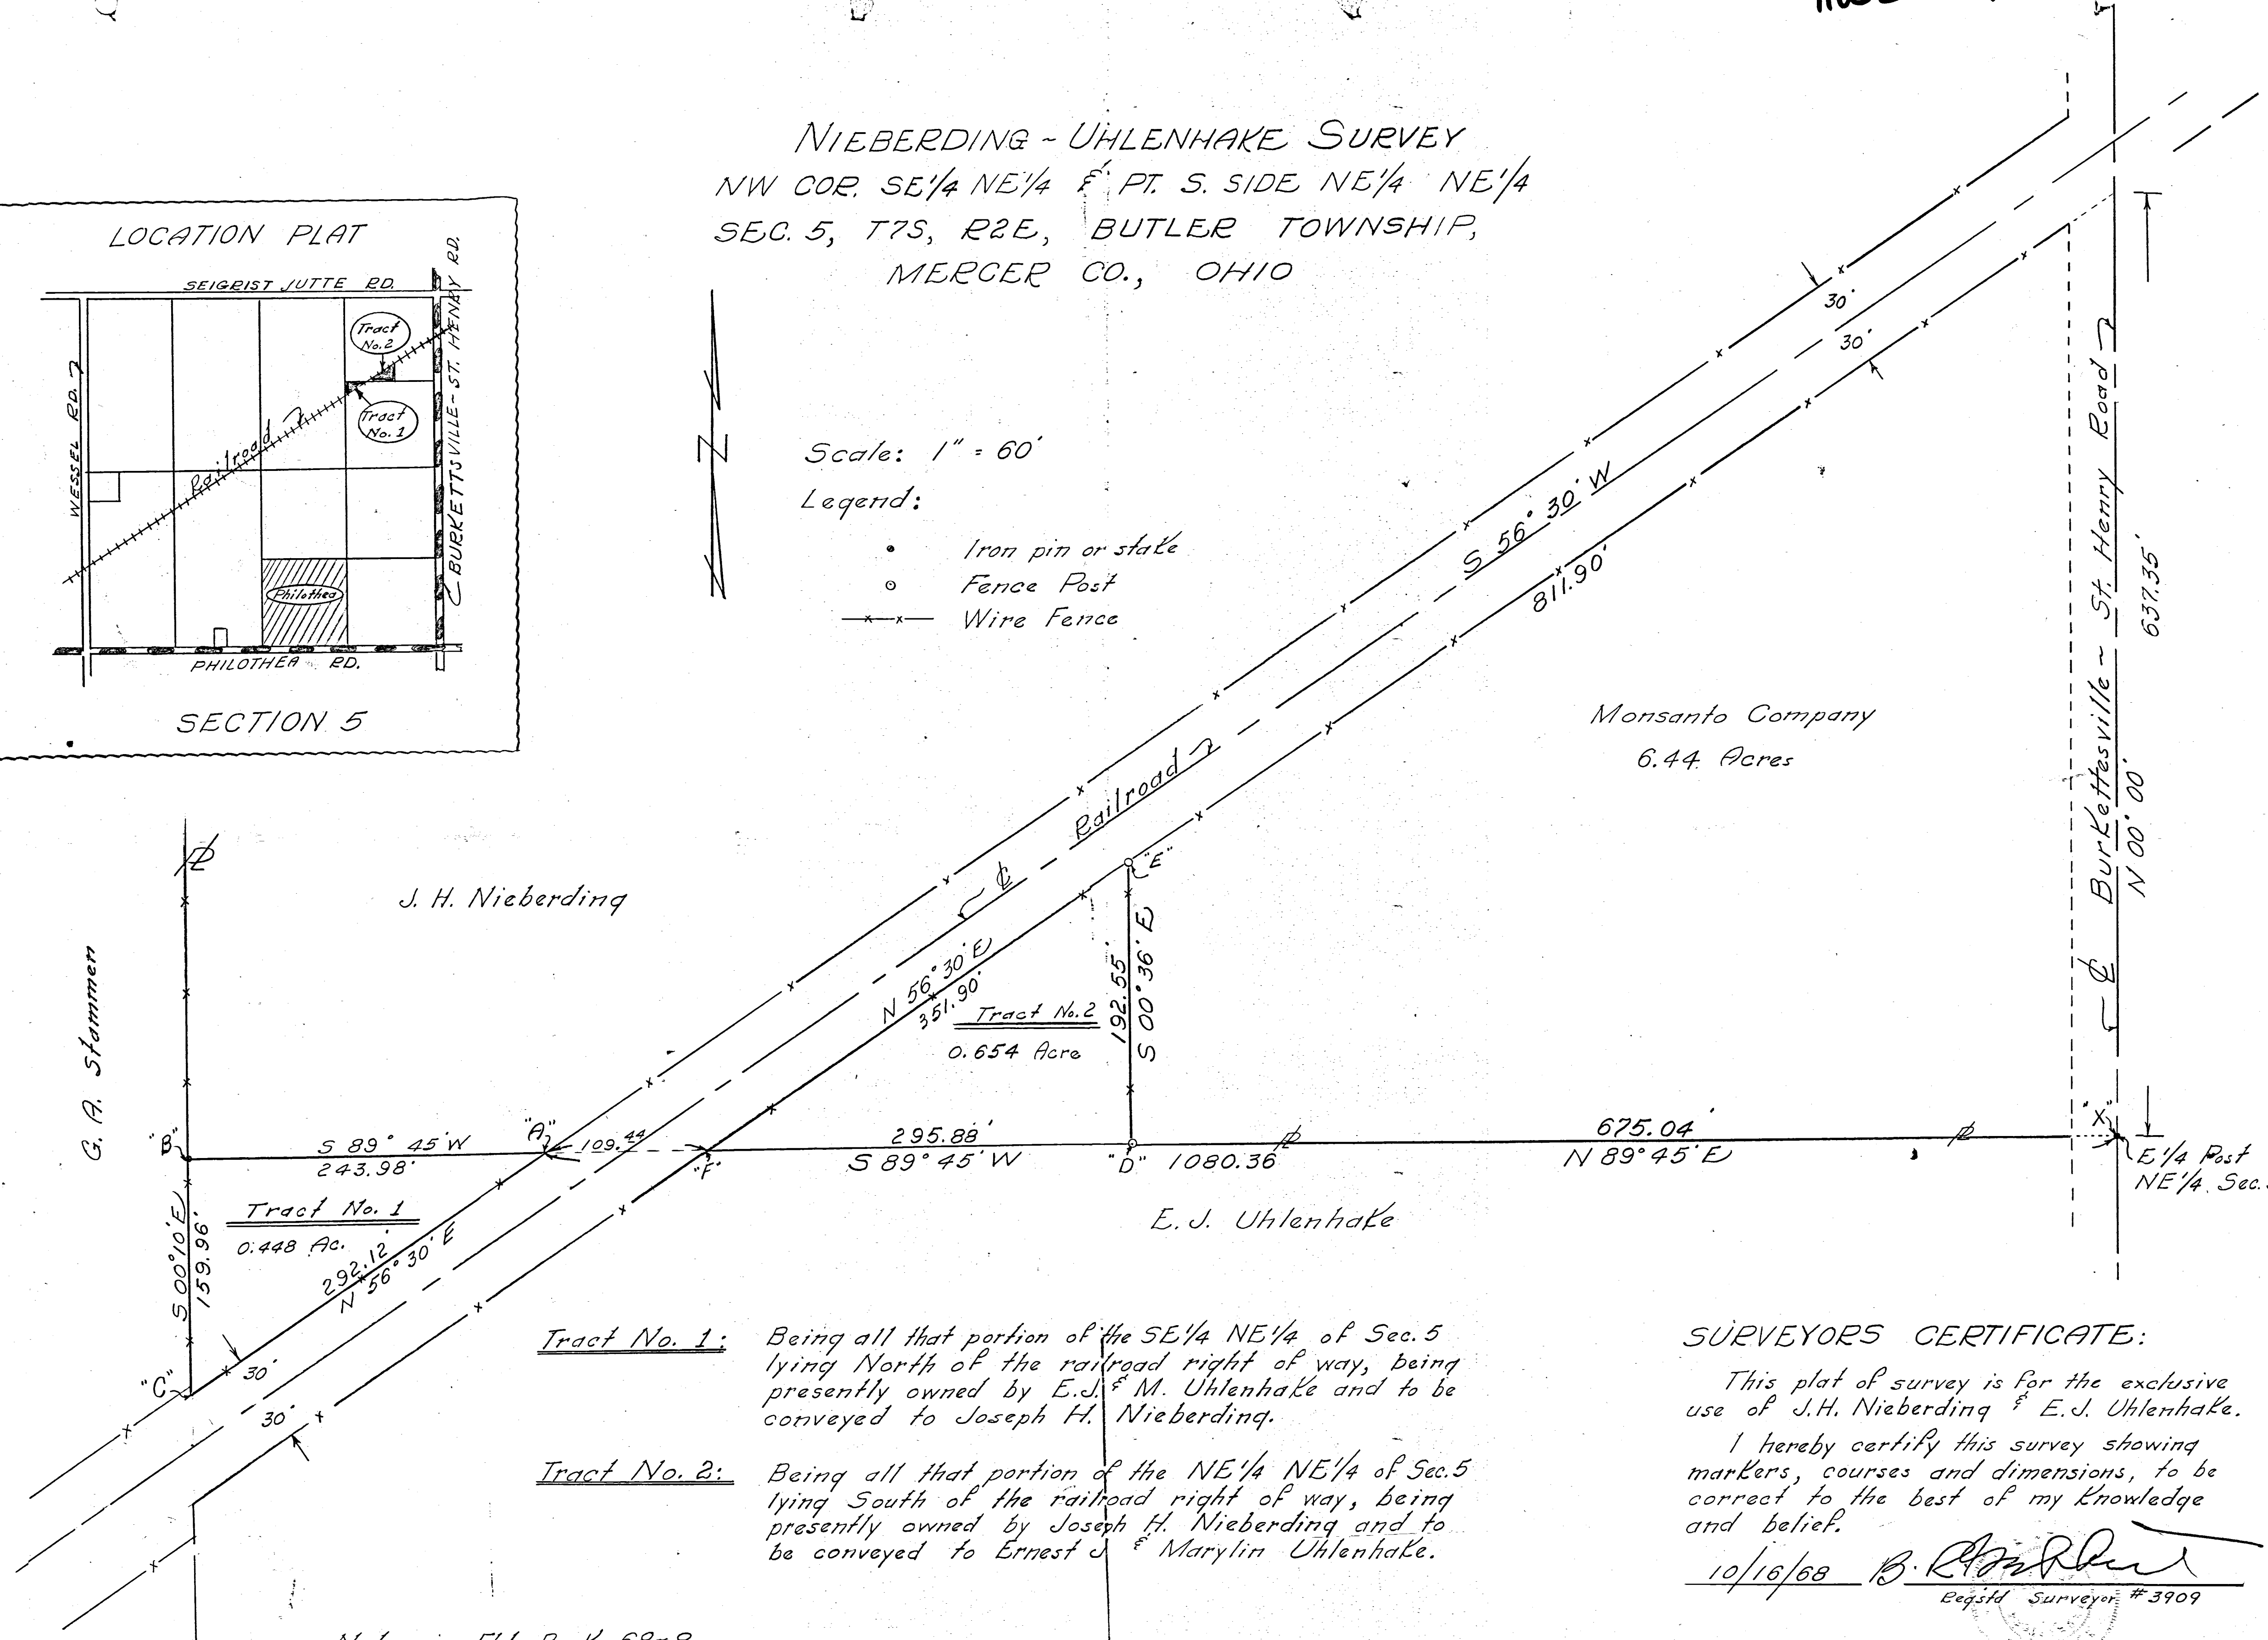 NIEBERDING ~ UHLENHAKE SURVEY
NW COR. SE1/4 NE1/4 & PT. S. SIDE NE1/4 NE1/4
SEC. 5, T7S, R2E, BUTLER TOWNSHIP,
MERCER CO., OHIO
LOCATION PLAT
SEIGRIST JUTTE RD.
WESSEL RD.
Railroad
Tract
No. 2
Tract
No. 1
BURKETTSVILLE-ST. HENRY RD.
Philothea
PHILOTHEA RD.
SECTION 5
N
Scale: 1" = 60'
Legend:
Iron pin or stake
Fence Post
Wire Fence
30'
30'
S 56° 30' W
811.90'
Railroad
Monsanto Company
6.44 Acres
Burkettesville ~ St. Henry Road
N 00° 00'
637.35'
J. H. Nieberding
G. A. Stammen
"E"
N 56° 30' E
351.90'
Tract No. 2
0.654 Acre
192.55'
S 00° 36' E
"B"
S 89° 45' W
243.98'
"A"
109.44
"F"
295.88'
S 89° 45' W
"D"
1080.36
675.04'
N 89° 45' E
"X"
E1/4 Post
NE1/4 Sec.
E. J. Uhlenhake
S 00° 10' E
159.96'
Tract No. 1
0.448 Ac.
292.12'
N 56° 30' E
"C"
30'
30'
Tract No. 1: Being all that portion of the SE1/4 NE1/4 of Sec. 5
lying North of the railroad right of way, being
presently owned by E.J. & M. Uhlenhake and to be
conveyed to Joseph H. Nieberding.
Tract No. 2: Being all that portion of the NE1/4 NE1/4 of Sec. 5
lying South of the railroad right of way, being
presently owned by Joseph H. Nieberding and to
be conveyed to Ernest J. & Marylin Uhlenhake.
SURVEYORS CERTIFICATE:
This plat of survey is for the exclusive
use of J.H. Nieberding & E.J. Uhlenhake.
I hereby certify this survey showing
markers, courses and dimensions, to be
correct to the best of my knowledge
and belief.
10/16/68 B.
Regstd Surveyor #3909